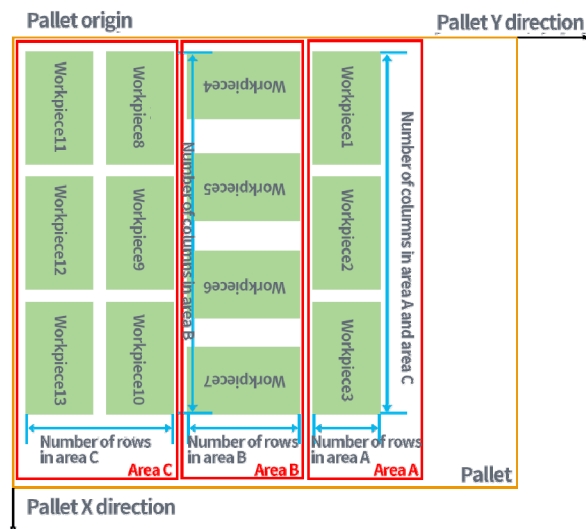 Pallet origin
Pallet Y direction
Workpiece11
Workpiece8
Workpiece4
Workpiece1
Workpiece12
Workpiece9
Workpiece5
Workpiece2
Workpiece13
Workpiece10
Workpiece6
Workpiece3
Workpiece7
Number of columns in area B
Number of columns in area A and area C
Number of rows
in area C
Number of rows
in area B
Number of rows
in area A
Area C
Area B
Area A
Pallet
Pallet X direction